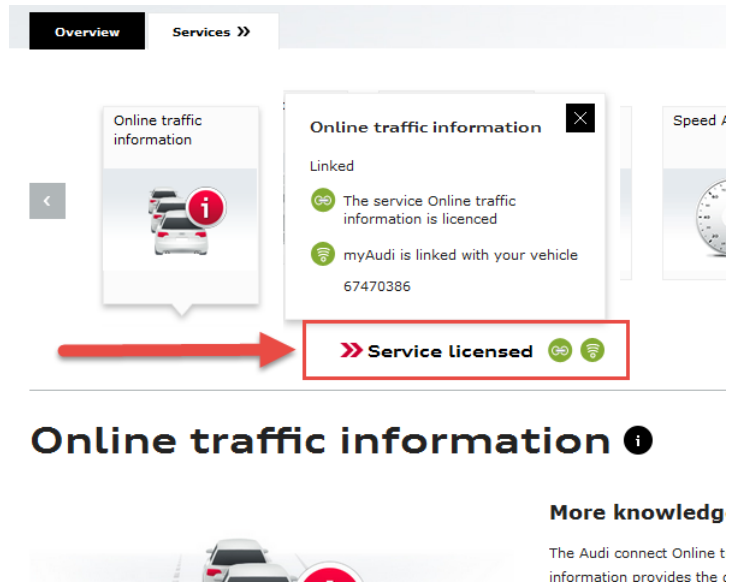 Overview Services »
Online traffic
information
Online traffic information
Linked
The service Online traffic
information is licenced
myAudi is linked with your vehicle
67470386
Speed A
» Service licensed
Online traffic information i
More knowledg
The Audi connect Online t
information provides the